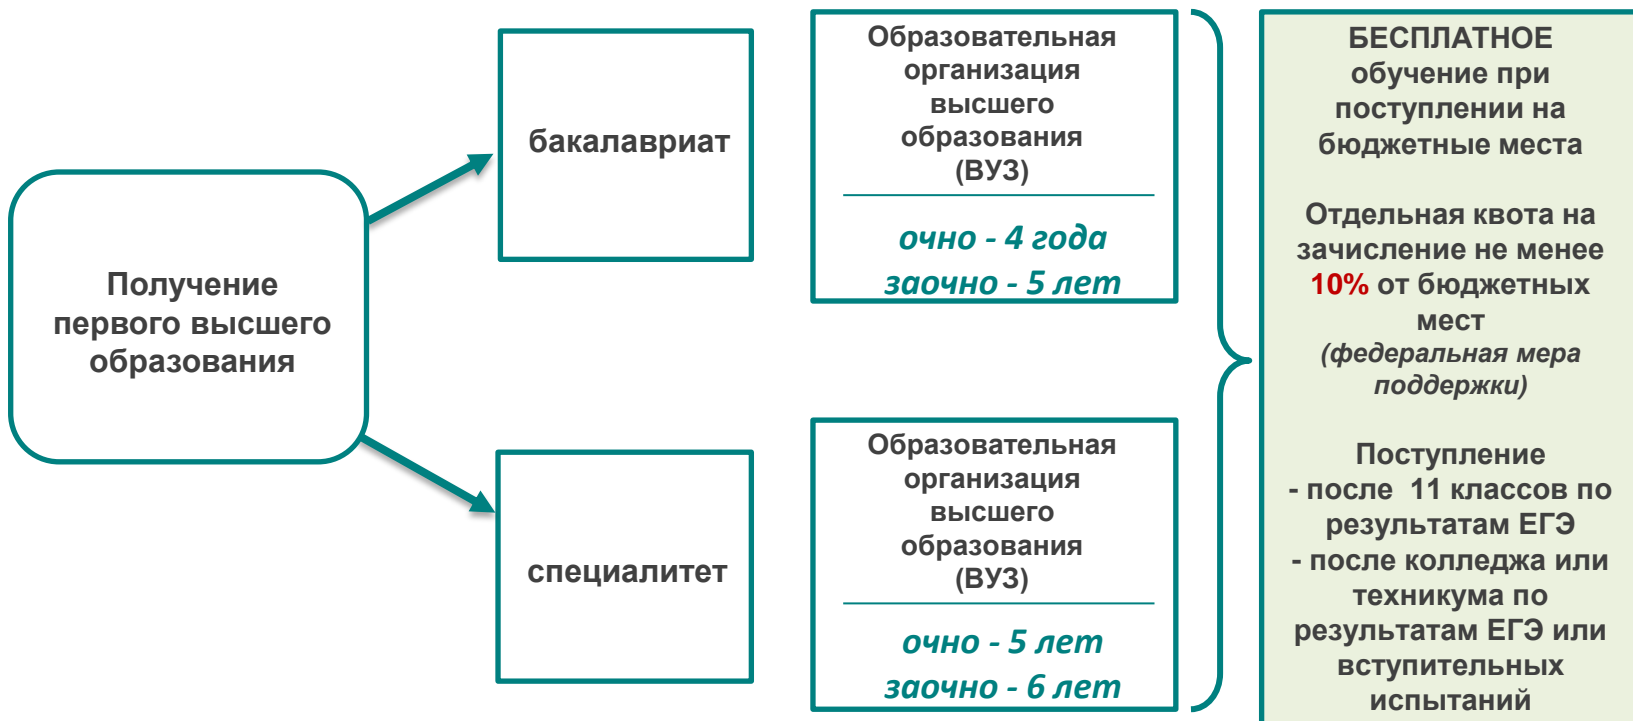 Получение
первого высшего
образования
бакалавриат
Образовательная
организация
высшего
образования
(ВУЗ)
очно - 4 года
заочно - 5 лет
специалитет
Образовательная
организация
высшего
образования
(ВУЗ)
очно - 5 лет
заочно - 6 лет
БЕСПЛАТНОЕ
обучение при
поступлении на
бюджетные места
Отдельная квота на
зачисление не менее
10% от бюджетных
мест
(федеральная мера
поддержки)
Поступление
- после 11 классов по
результатам ЕГЭ
- после колледжа или
техникума по
результатам ЕГЭ или
вступительных
испытаний